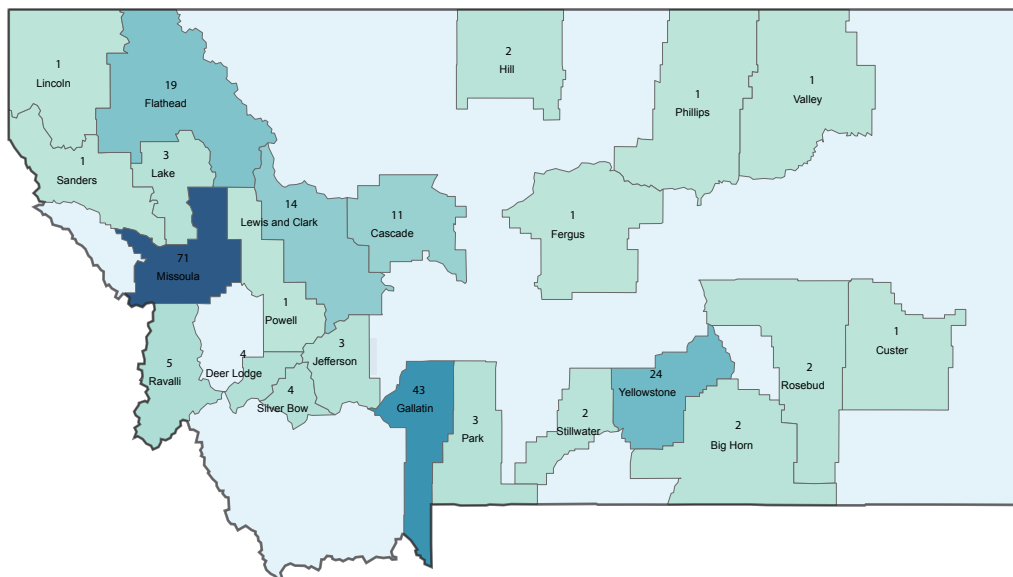 1
Lincoln
19
Flathead
2
Hill
1
Phillips
1
Valley
1
Sanders
3
Lake
14
Lewis and Clark
11
Cascade
1
Fergus
71
Missoula
1
Powell
3
Jefferson
4
Deer Lodge
5
Ravalli
4
Silver Bow
43
Gallatin
3
Park
2
Stillwater
24
Yellowstone
2
Big Horn
2
Rosebud
1
Custer